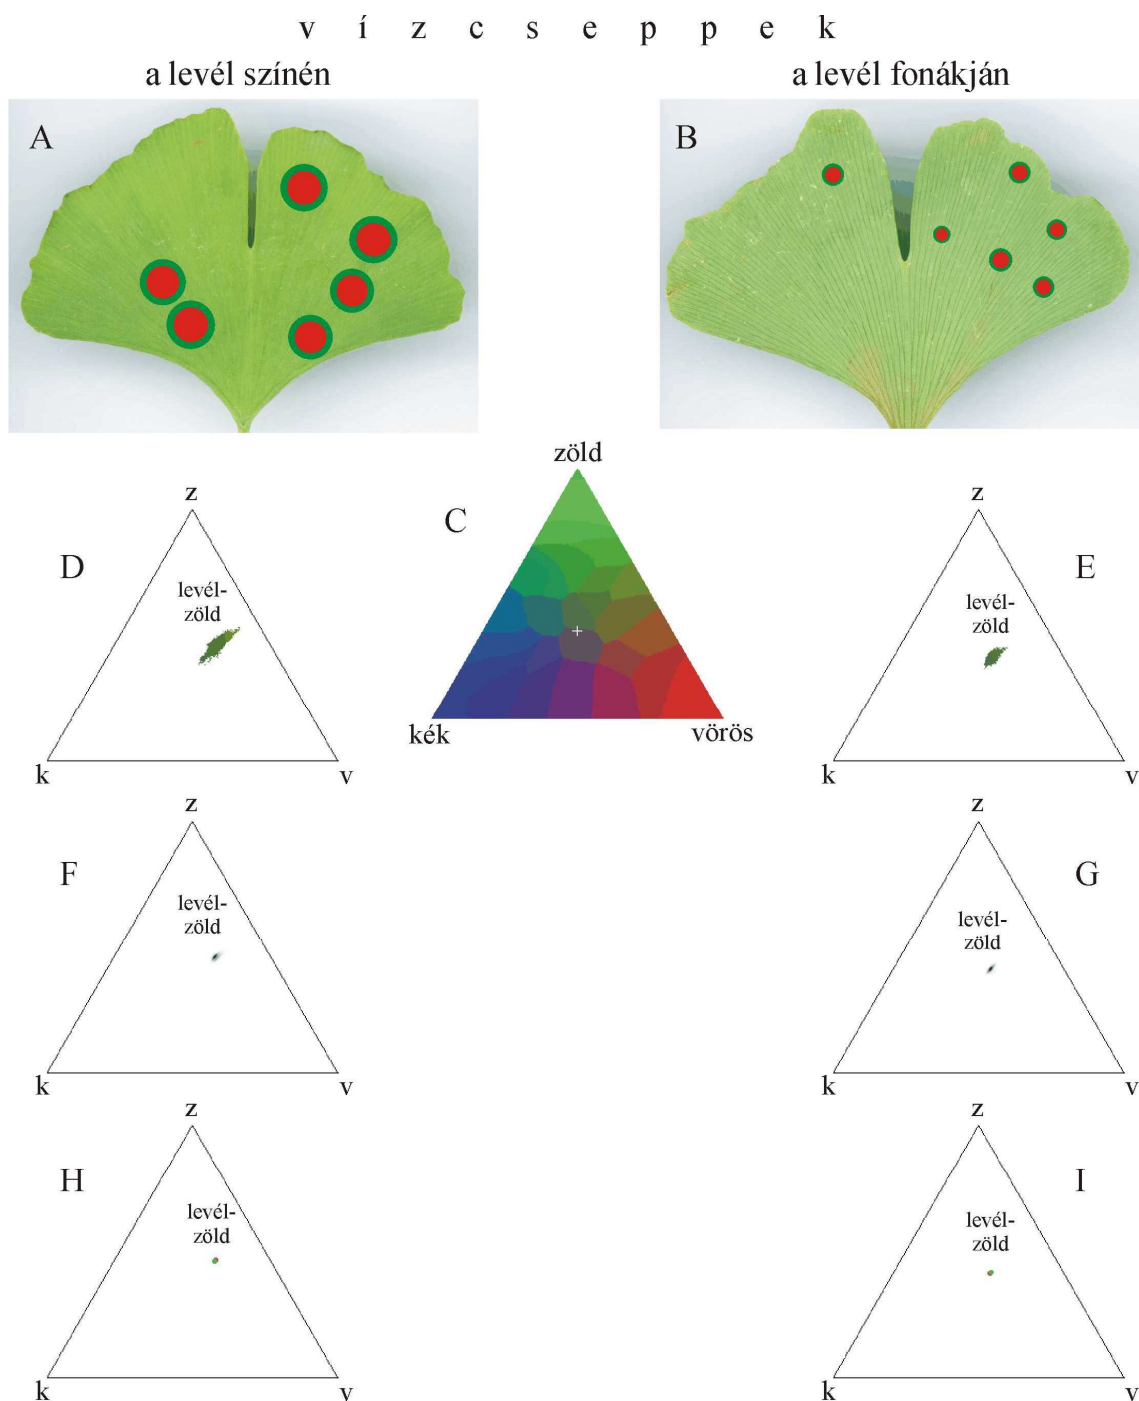 v í z c s e p p e k
a levél színén
a levél fonákján
A
B
zöld
C
kék
vörös
z
D
levél-
zöld
k
v
z
E
levél-
zöld
k
v
z
F
levél-
zöld
k
v
z
G
levél-
zöld
k
v
z
H
levél-
zöld
k
v
z
I
levél-
zöld
k
v